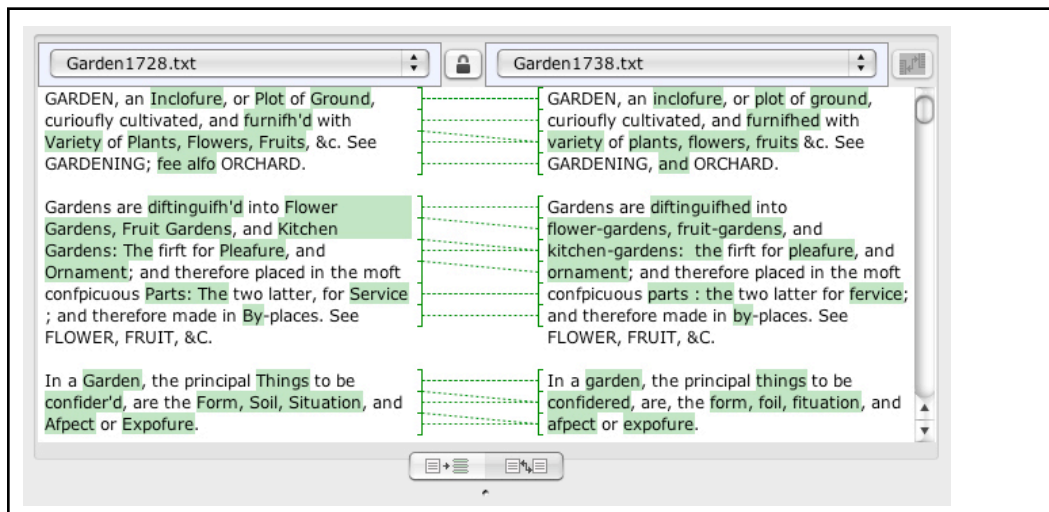 Garden1728.txt
Garden1738.txt
GARDEN, an Inclofure, or Plot of Ground,
curioufly cultivated, and furnifh'd with
Variety of Plants, Flowers, Fruits, &c. See
GARDENING; fee alfo ORCHARD.
Gardens are diftinguifh'd into Flower
Gardens, Fruit Gardens, and Kitchen
Gardens: The firft for Pleafure, and
Ornament; and therefore placed in the moft
confpicuous Parts: The two latter, for Service
; and therefore made in By-places. See
FLOWER, FRUIT, &C.
In a Garden, the principal Things to be
confider'd, are the Form, Soil, Situation, and
Afpect or Expofure.
GARDEN, an inclofure, or plot of ground,
curioufly cultivated, and furnifhed with
variety of plants, flowers, fruits &c. See
GARDENING, and ORCHARD.
Gardens are diftinguifhed into
flower-gardens, fruit-gardens, and
kitchen-gardens: the firft for pleafure, and
ornament; and therefore placed in the moft
confpicuous parts : the two latter for fervice;
and therefore made in by-places. See
FLOWER, FRUIT, &C.
In a garden, the principal things to be
confidered, are, the form, foil, fituation, and
afpect or expofure.